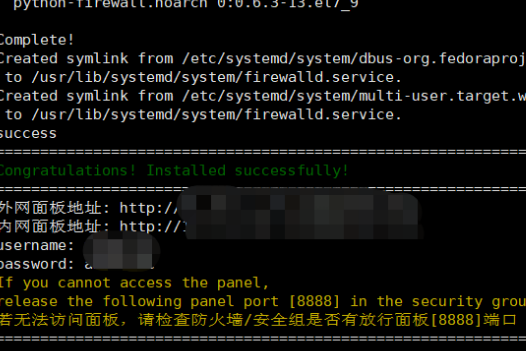 python-firewall.noarch 0:0.6.3-13.el7_9
Complete!
Created symlink from /etc/systemd/system/dbus-org.fedoraproj
to /usr/lib/systemd/system/firewalld.service.
Created symlink from /etc/systemd/system/multi-user.target.w
to /usr/lib/systemd/system/firewalld.service.
success
==================================================================
Congratulations! Installed successfully!
==================================================================
外网面板地址: http://
内网面板地址: http://
username:
password: a
If you cannot access the panel,
release the following panel port [8888] in the security grou
若无法访问面板，请检查防火墙/安全组是否有放行面板[8888]端口
==================================================================